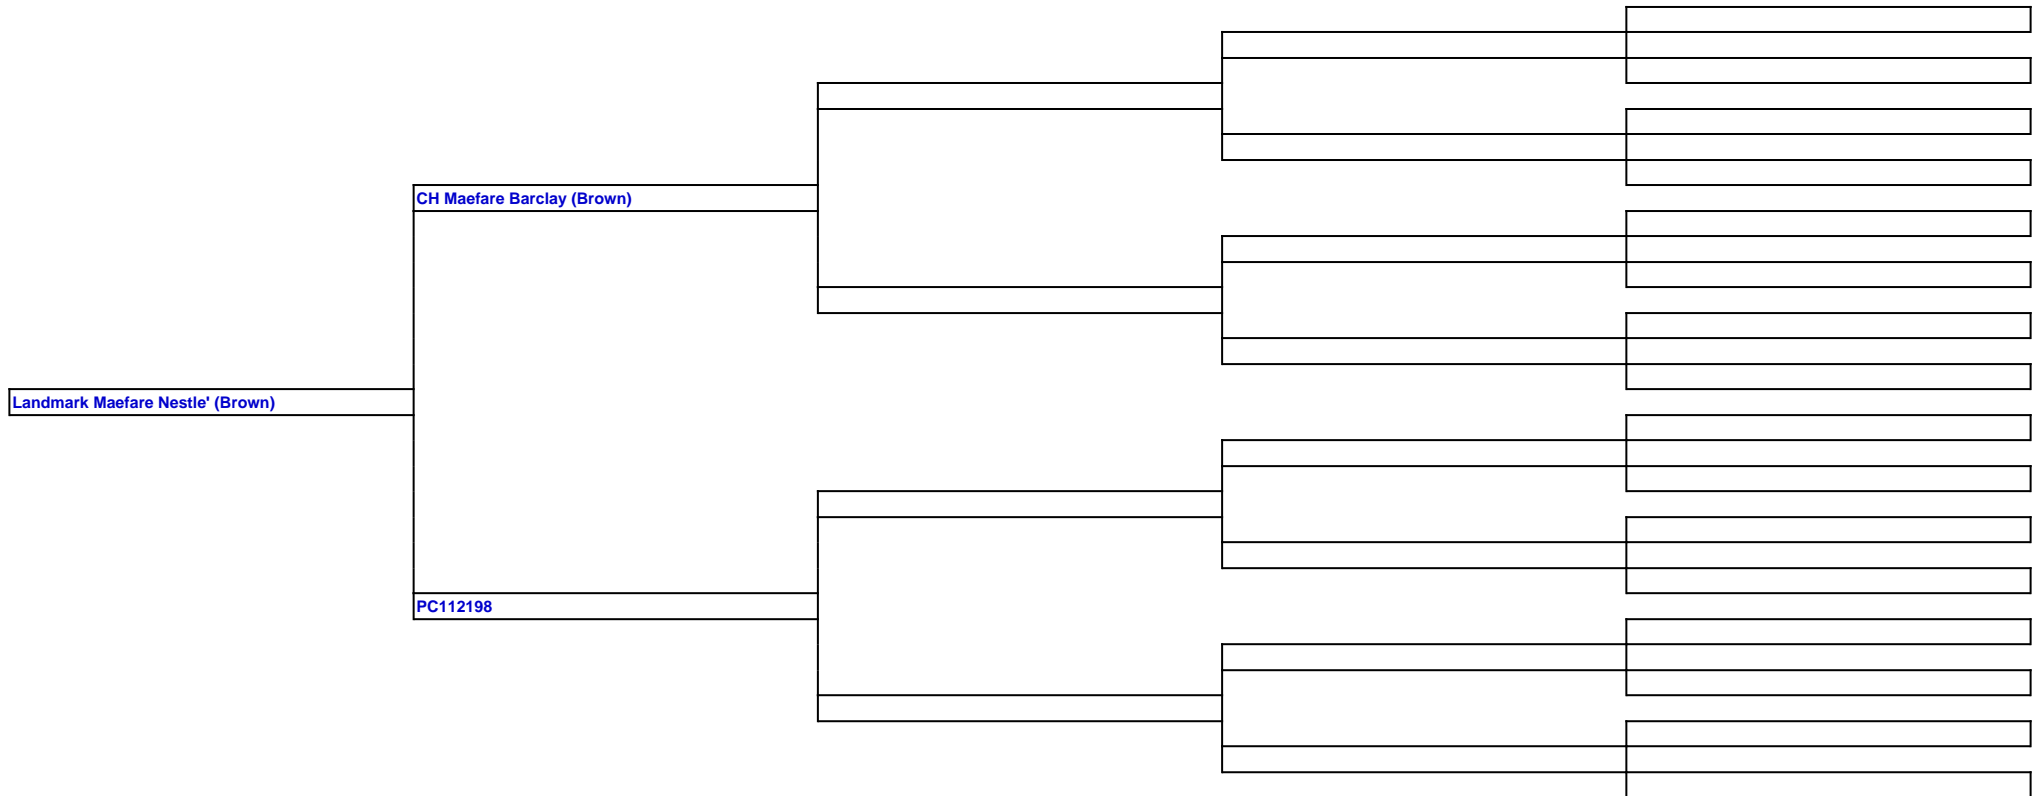 CH Maefare Barclay (Brown)
Landmark Maefare Nestle' (Brown)
PC112198